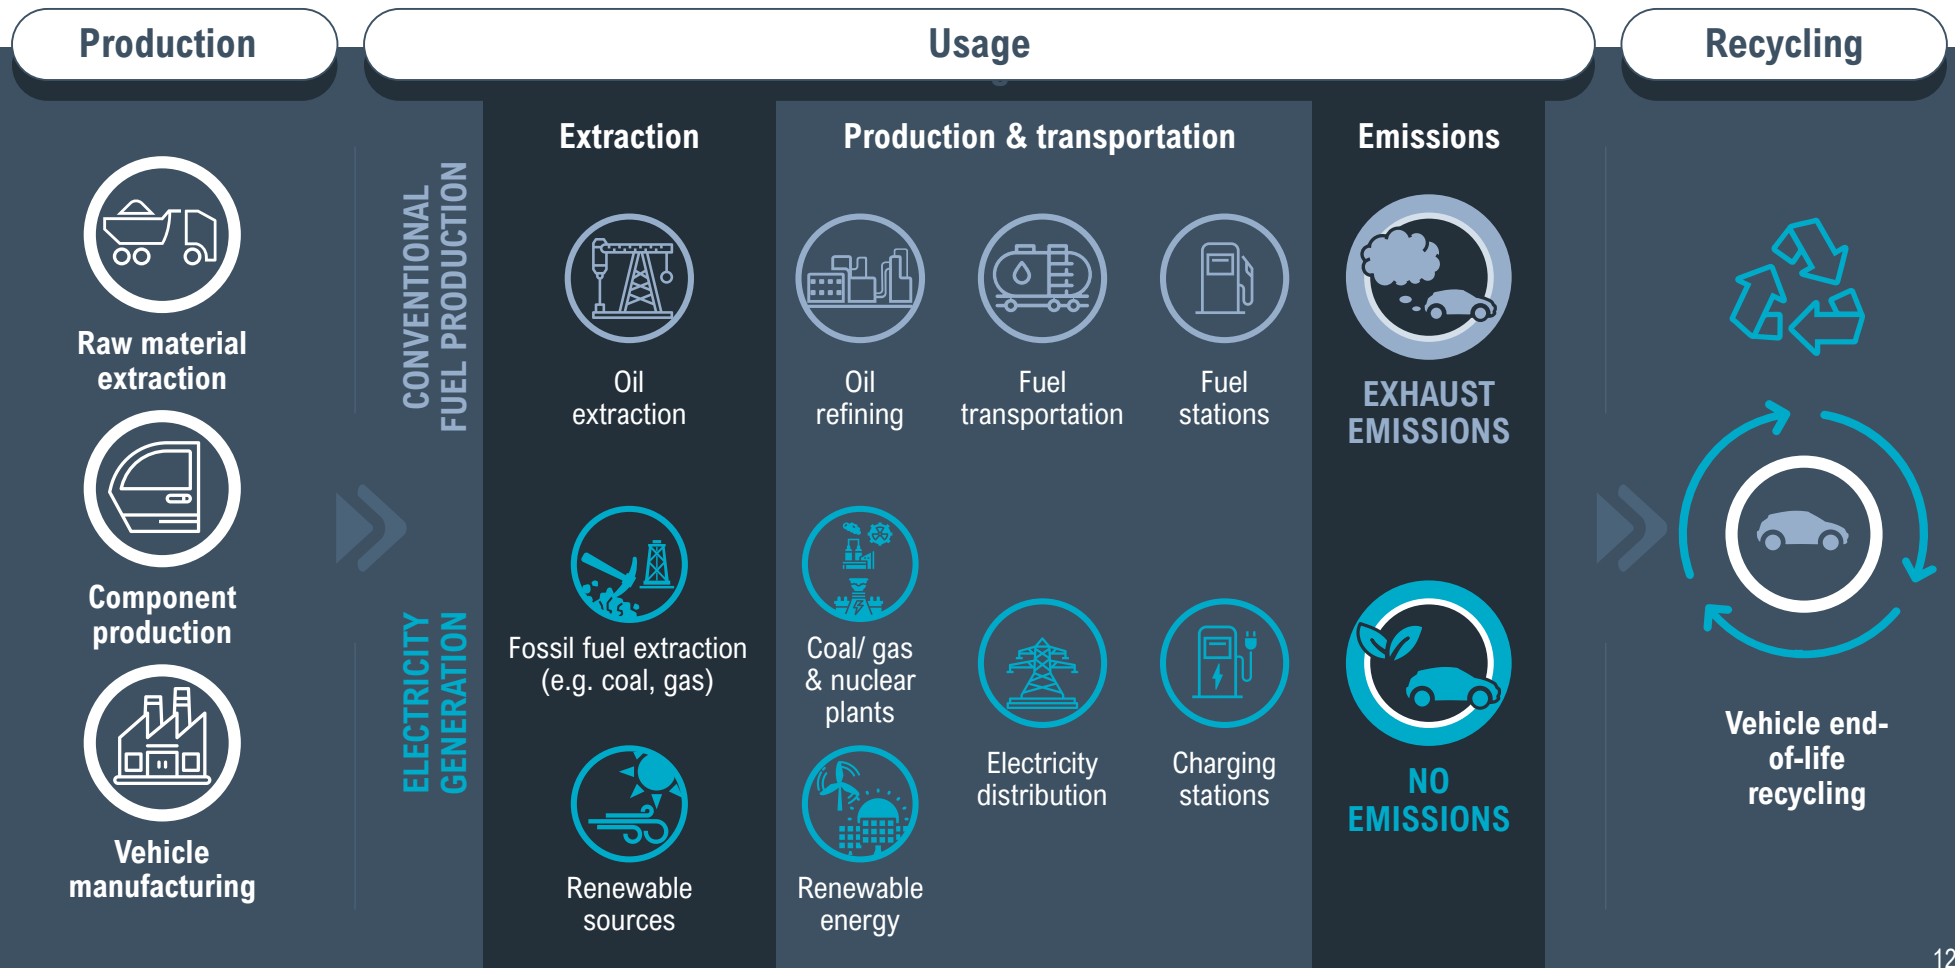 Production
Usage
Recycling
Raw material
extraction
Component
production
Vehicle
manufacturing
CONVENTIONAL
FUEL PRODUCTION
ELECTRICITY
GENERATION
Extraction
Production & transportation
Emissions
Oil
extraction
Oil
refining
Fuel
transportation
Fuel
stations
EXHAUST
EMISSIONS
Fossil fuel extraction
(e.g. coal, gas)
Coal/ gas
& nuclear
plants
Renewable
sources
Renewable
energy
Electricity
distribution
Charging
stations
NO
EMISSIONS
Vehicle end-
of-life
recycling
12